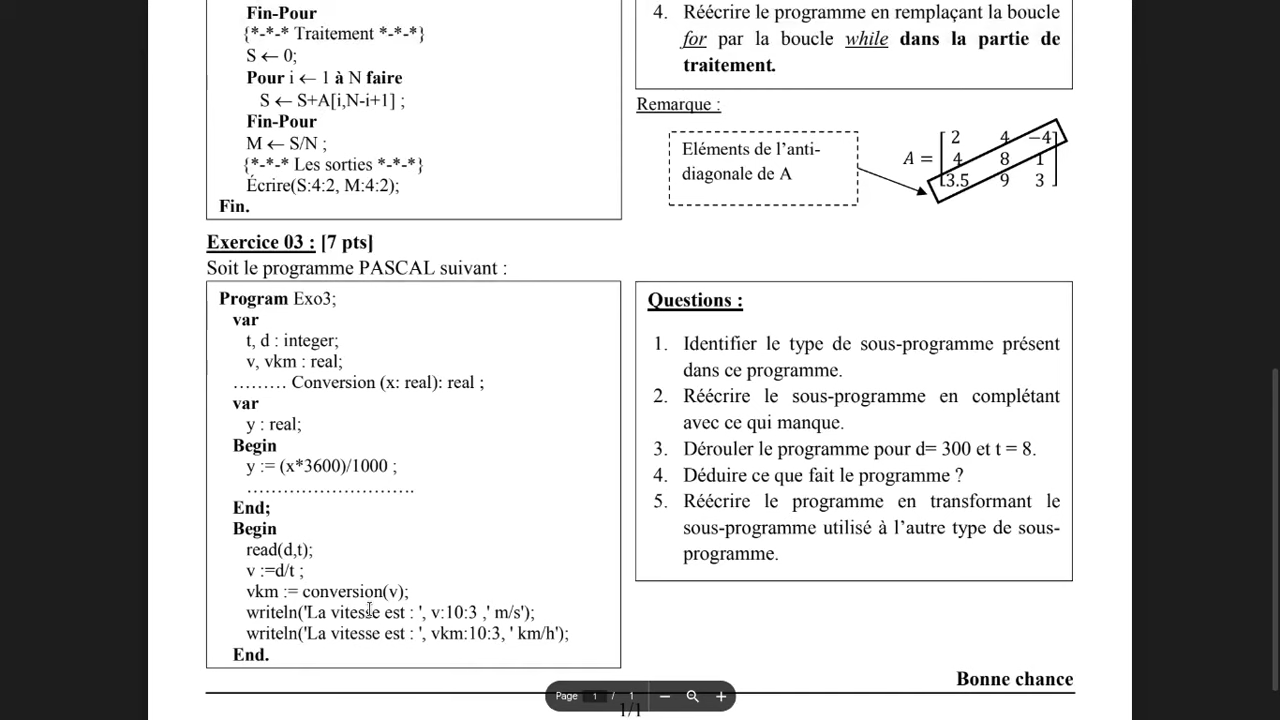 Fin-Pour
{*-*-* Traitement *-*-*}
S ← 0;
Pour i ← 1 à N faire
S ← S+A[i,N-i+1] ;
Fin-Pour
M ← S/N ;
{*-*-* Les sorties *-*-*}
Écrire(S:4:2, M:4:2);
Fin.
4. Réécrire le programme en remplaçant la boucle
for par la boucle while dans la partie de
traitement.
Remarque :
Eléments de l’anti-
diagonale de A
A =
2 4 −4
4 8 1
3.5 9 3
Exercice 03 : [7 pts]
Soit le programme PASCAL suivant :
Program Exo3;
var
t, d : integer;
v, vkm : real;
……… Conversion (x: real): real ;
var
y : real;
Begin
y := (x*3600)/1000 ;
……………………….
End;
Begin
read(d,t);
v :=d/t ;
vkm := conversion(v);
writeln('La vitesse est : ', v:10:3 ,' m/s');
writeln('La vitesse est : ', vkm:10:3, ' km/h');
End.
Questions :
1. Identifier le type de sous-programme présent
dans ce programme.
2. Réécrire le sous-programme en complétant
avec ce qui manque.
3. Dérouler le programme pour d= 300 et t = 8.
4. Déduire ce que fait le programme ?
5. Réécrire le programme en transformant le
sous-programme utilisé à l’autre type de sous-
programme.
Bonne chance
Page 1 / 1
1/1